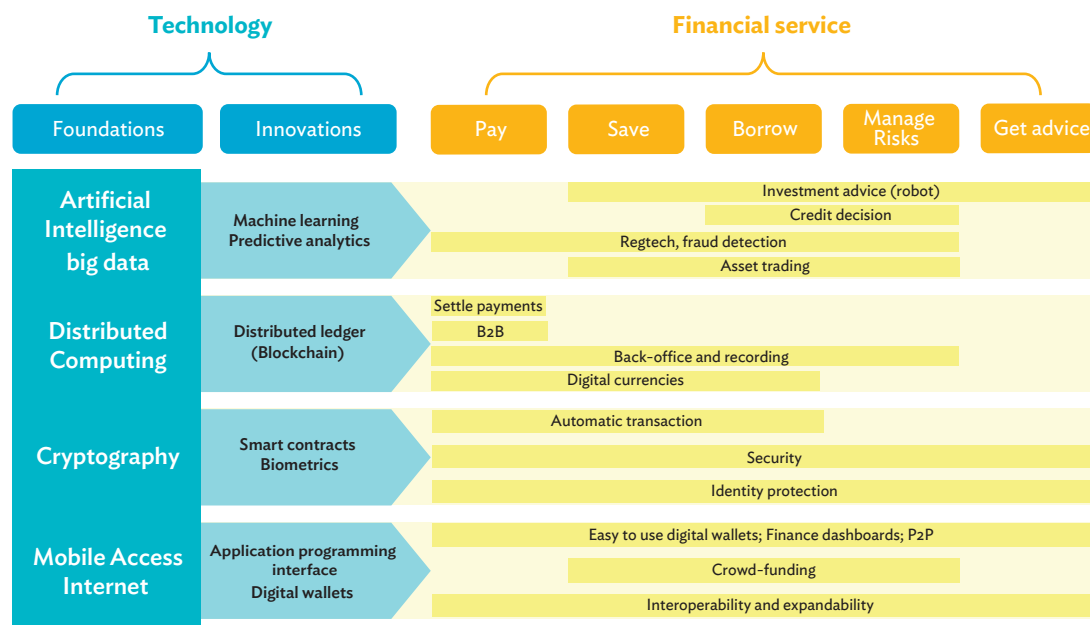 Technology
Financial service
Foundations
Innovations
Pay
Save
Borrow
Manage
Risks
Get advice
Artificial
Intelligence
big data
Machine learning
Predictive analytics
Investment advice (robot)
Credit decision
Regtech, fraud detection
Asset trading
Distributed
Computing
Distributed ledger
(Blockchain)
Settle payments
B2B
Back-office and recording
Digital currencies
Cryptography
Smart contracts
Biometrics
Automatic transaction
Security
Identity protection
Mobile Access
Internet
Application programming
interface
Digital wallets
Easy to use digital wallets; Finance dashboards; P2P
Crowd-funding
Interoperability and expandability